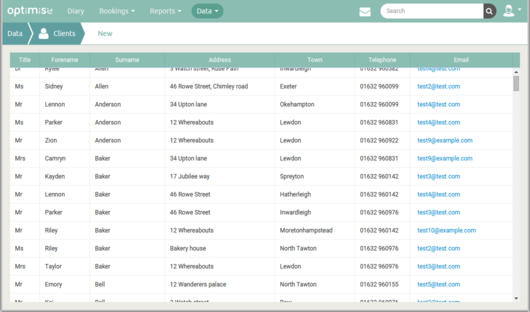 optimise Diary Bookings Reports Data Search
Data Clients New
Title Forename Surname Address Town Telephone Email
Dr Rylee Allen 3 Watch street, Rose Path Inwardleigh 01632 960382 test4@test.com
Ms Sidney Allen 46 Rowe Street, Chimley road Exeter 01632 960099 test2@test.com
Mr Lennon Anderson 34 Upton lane Okehampton 01632 960099 test4@test.com
Ms Parker Anderson 12 Whereabouts Lewdon 01632 960831 test4@test.com
Mr Zion Anderson 12 Whereabouts Lewdon 01632 960922 test9@example.com
Mrs Camryn Baker 34 Upton lane Lewdon 01632 960831 test9@example.com
Mr Kayden Baker 17 Jubilee way Spreyton 01632 960142 test3@test.com
Mr Lennon Baker 46 Rowe Street Hatherleigh 01632 960142 test4@test.com
Mr Parker Baker 46 Rowe Street Inwardleigh 01632 960976 test3@test.com
Mr Riley Baker 12 Whereabouts Moretonhampstead 01632 960142 test10@example.com
Ms Riley Baker Bakery house North Tawton 01632 960976 test2@test.com
Mrs Taylor Baker 12 Whereabouts Lewdon 01632 960976 test3@test.com
Mr Emory Bell 12 Wanderers palace North Tawton 01632 960155 test5@test.com
Mr Kai Bell 3 Watch street Bow 01632 960976